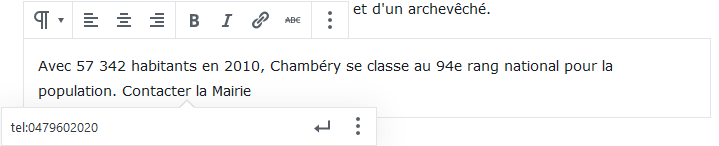 et d'un archevêché.
B I ABC
Avec 57 342 habitants en 2010, Chambéry se classe au 94e rang national pour la
population. Contacter la Mairie
tel:0479602020